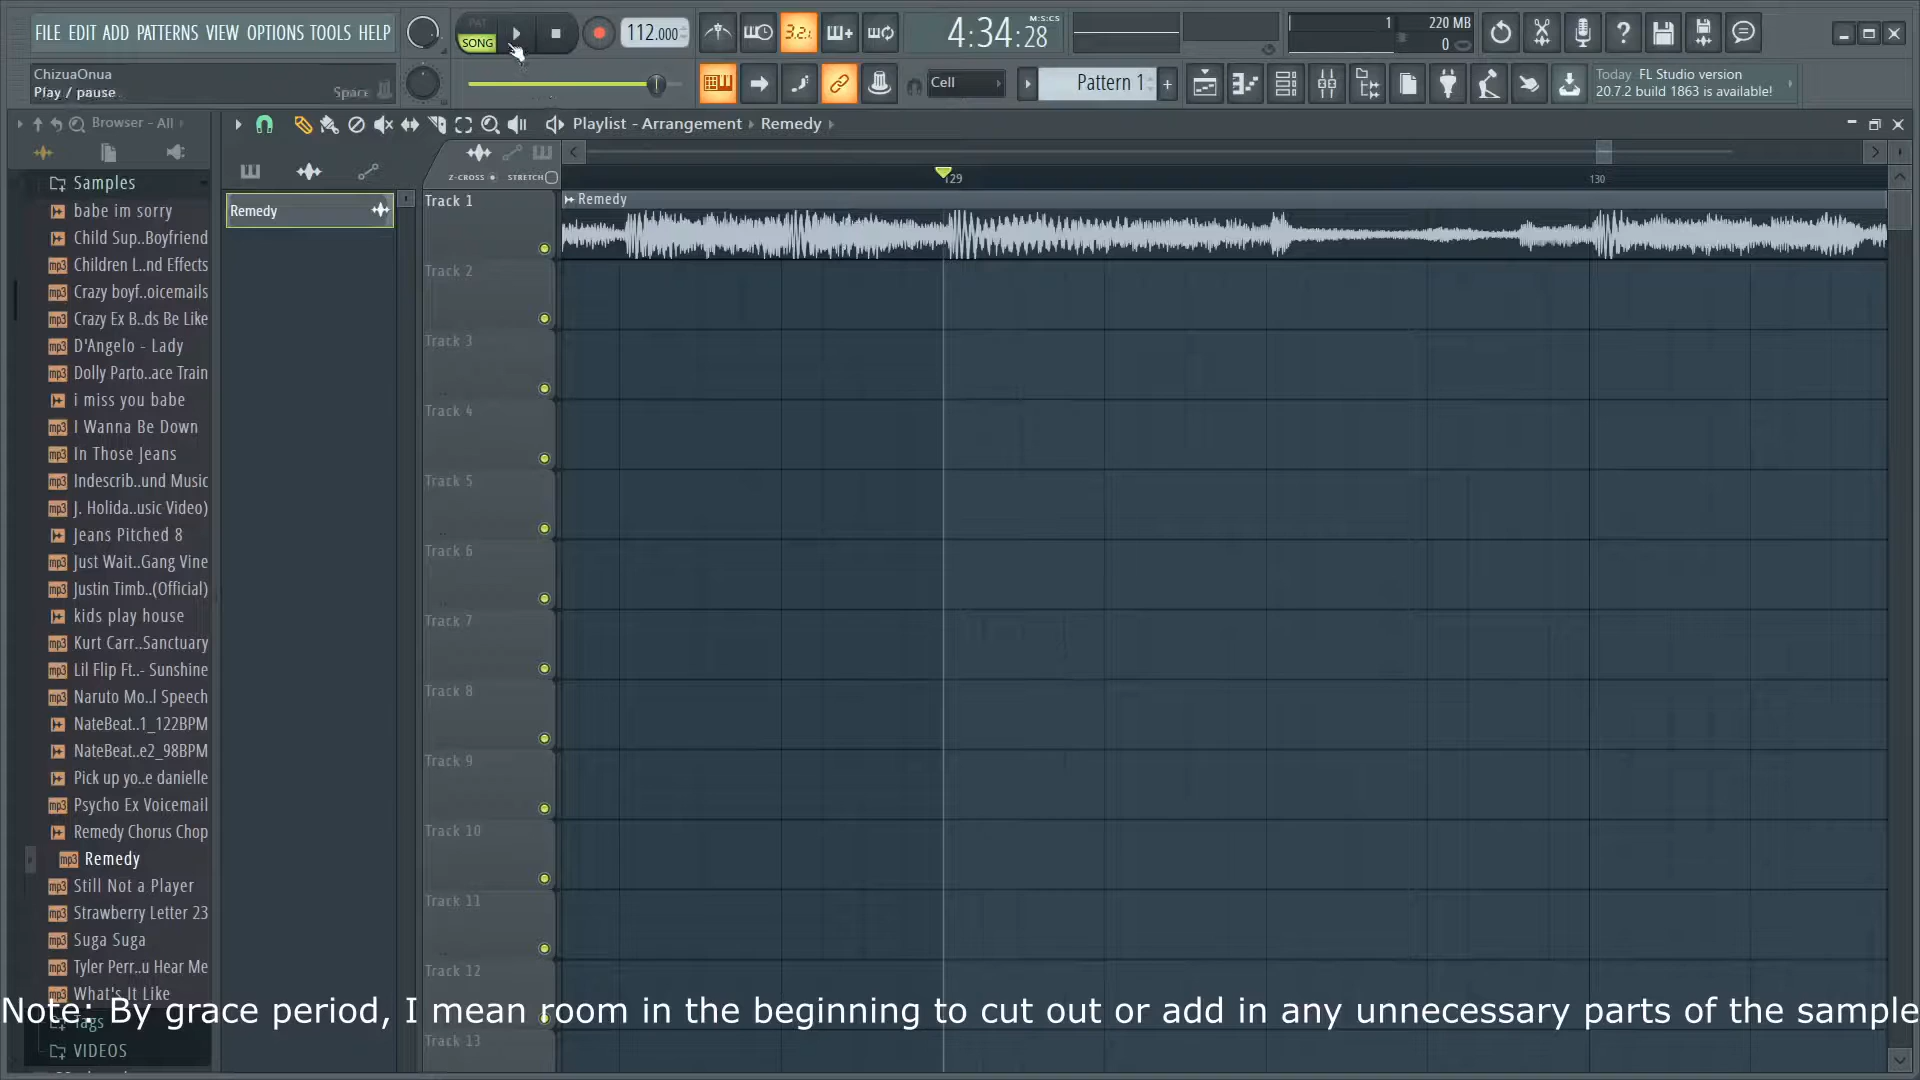 FILE EDIT ADD PATTERNS VIEW OPTIONS TOOLS HELP
PAT
SONG
112.000
3.2.
4:34:28
M:S:CS
1
220 MB
0
ChizuaOnua
Play / pause
Space
Cell
Pattern 1
Today FL Studio version
20.7.2 build 1863 is available!
Browser - All
Playlist - Arrangement
Remedy
Z-CROSS
STRETCH
129
130
Samples
babe im sorry
Child Sup..Boyfriend
Children L..nd Effects
Crazy boyf..oicemails
Crazy Ex B..ds Be Like
D'Angelo - Lady
Dolly Parto..ace Train
i miss you babe
I Wanna Be Down
In Those Jeans
Indescrib..und Music
J. Holida..usic Video)
Jeans Pitched 8
Just Wait..Gang Vine
Justin Timb..(Official)
kids play house
Kurt Carr..Sanctuary
Lil Flip Ft..- Sunshine
Naruto Mo..l Speech
NateBeat..1_122BPM
NateBeat..e2_98BPM
Pick up yo..e danielle
Psycho Ex Voicemail
Remedy Chorus Chop
Remedy
Still Not a Player
Strawberry Letter 23
Suga Suga
Tyler Perr..u Hear Me
What's It Like
Tags
VIDEOS
Remedy
Track 1
Remedy
Track 2
Track 3
Track 4
Track 5
Track 6
Track 7
Track 8
Track 9
Track 10
Track 11
Track 12
Track 13
Note: By grace period, I mean room in the beginning to cut out or add in any unnecessary parts of the sample